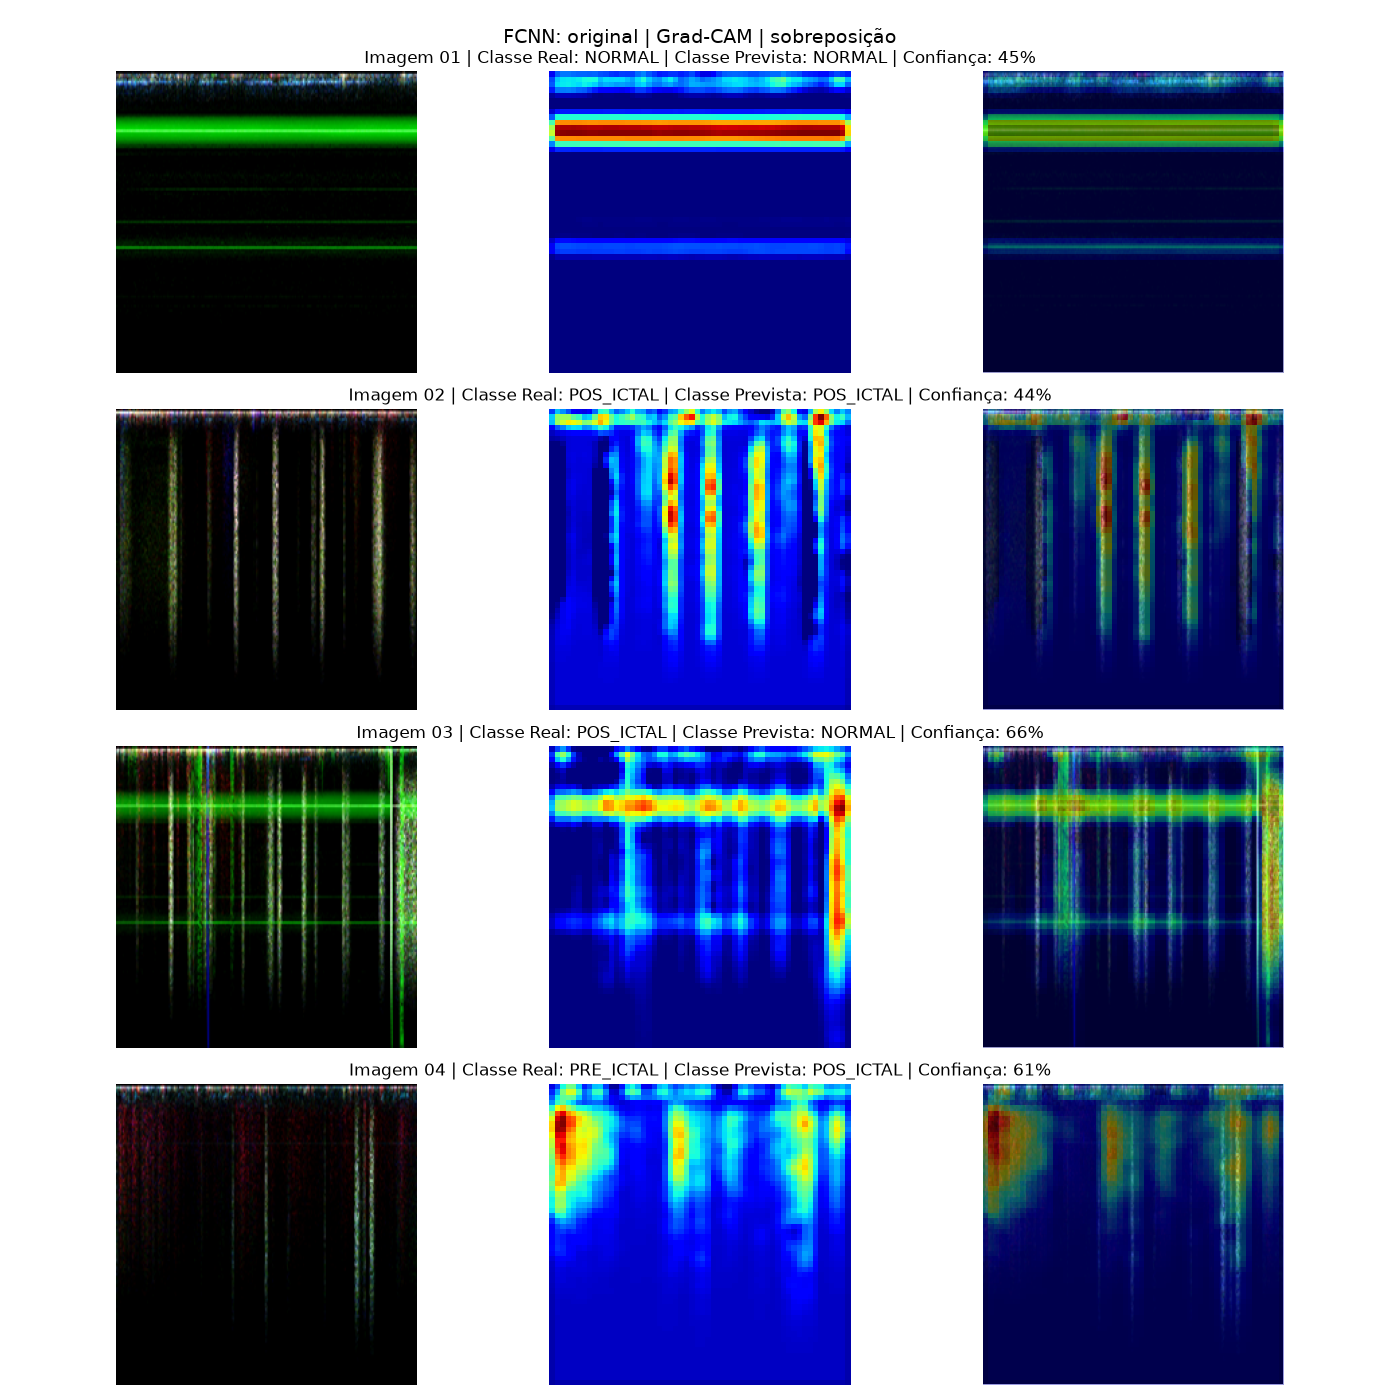 FCNN: original | Grad-CAM | sobreposição
Imagem 01 | Classe Real: NORMAL | Classe Prevista: NORMAL | Confiança: 45%
Imagem 02 | Classe Real: POS_ICTAL | Classe Prevista: POS_ICTAL | Confiança: 44%
Imagem 03 | Classe Real: POS_ICTAL | Classe Prevista: NORMAL | Confiança: 66%
Imagem 04 | Classe Real: PRE_ICTAL | Classe Prevista: POS_ICTAL | Confiança: 61%